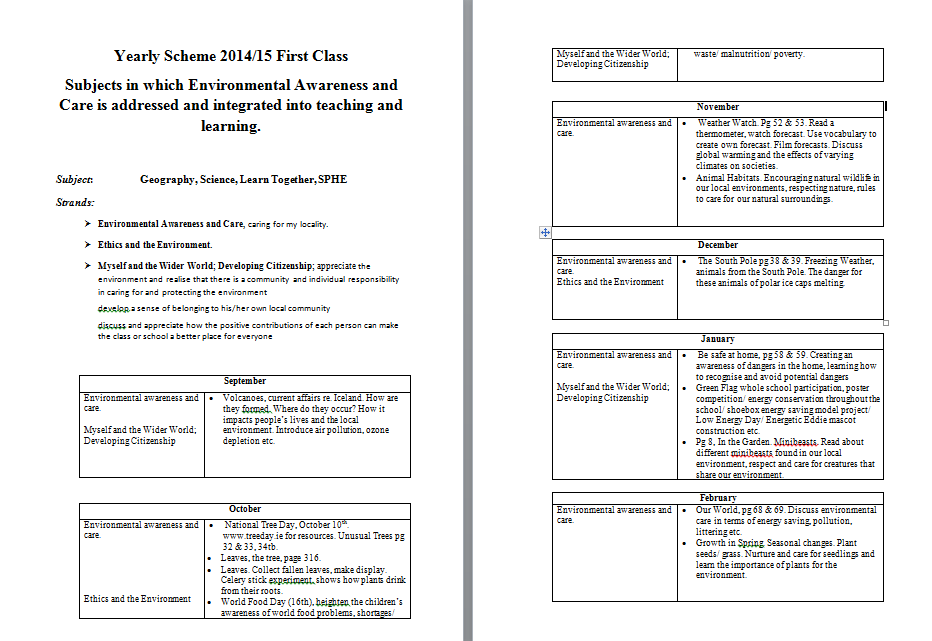 Yearly Scheme 2014/15 First Class
Subjects in which Environmental Awareness and
Care is addressed and integrated into teaching and
learning.
Subject: Geography, Science, Learn Together, SPHE
Strands:
➢ Environmental Awareness and Care, caring for my locality.
➢ Ethics and the Environment.
➢ Myself and the Wider World; Developing Citizenship; appreciate the
environment and realise that there is a community and individual responsibility
in caring for and protecting the environment
develop a sense of belonging to his/her own local community
discuss and appreciate how the positive contributions of each person can make
the class or school a better place for everyone
September
Environmental awareness and
care.
Myself and the Wider World;
Developing Citizenship
• Volcanoes, current affairs re. Iceland. How are
they formed. Where do they occur? How it
impacts people's lives and the local
environment. Introduce air pollution, ozone
depletion etc.
October
Environmental awareness and
care.
Ethics and the Environment
• National Tree Day, October 10th.
www.treeday.ie for resources. Unusual Trees pg
32 & 33, 34tb.
• Leaves, the tree, page 316.
• Leaves. Collect fallen leaves, make display.
Celery stick experiment, shows how plants drink
from their roots.
• World Food Day (16th), heighten the children's
awareness of world food problems, shortages/
Myself and the Wider World;
Developing Citizenship
waste/ malnutrition/ poverty.
November
Environmental awareness and
care.
• Weather Watch. Pg 52 & 53. Read a
thermometer, watch forecast. Use vocabulary to
create own forecast. Film forecasts. Discuss
global warming and the effects of varying
climates on societies.
• Animal Habitats. Encouraging natural wildlife in
our local environments, respecting nature, rules
to care for our natural surroundings.
December
Environmental awareness and
care.
Ethics and the Environment
• The South Pole pg 38 & 39. Freezing Weather,
animals from the South Pole. The danger for
these animals of polar ice caps melting.
January
Environmental awareness and
care.
Myself and the Wider World;
Developing Citizenship
• Be safe at home, pg 58 & 59. Creating an
awareness of dangers in the home, learning how
to recognise and avoid potential dangers
• Green Flag whole school participation, poster
competition/ energy conservation throughout the
school/ shoebox energy saving model project/
Low Energy Day/ Energetic Eddie mascot
construction etc.
• Pg 8, In the Garden. Minibeasts. Read about
different minibeasts found in our local
environment, respect and care for creatures that
share our environment.
February
Environmental awareness and
care.
• Our World, pg 68 & 69. Discuss environmental
care in terms of energy saving, pollution,
littering etc.
• Growth in Spring. Seasonal changes. Plant
seeds/ grass. Nurture and care for seedlings and
learn the importance of plants for the
environment.